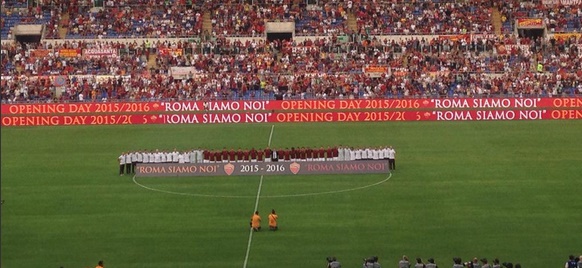 OPENING DAY 2015/2016 "ROMA SIAMO NOI" OPENING DAY 2015/2016 "ROMA SIAMO NOI"
OPENING DAY 2015/20 "ROMA SIAMO NOI" OPENING DAY 2015/2016 "ROMA SIAMO NOI"
"ROMA SIAMO NOI" 2015 - 2016 "ROMA SIAMO NOI"